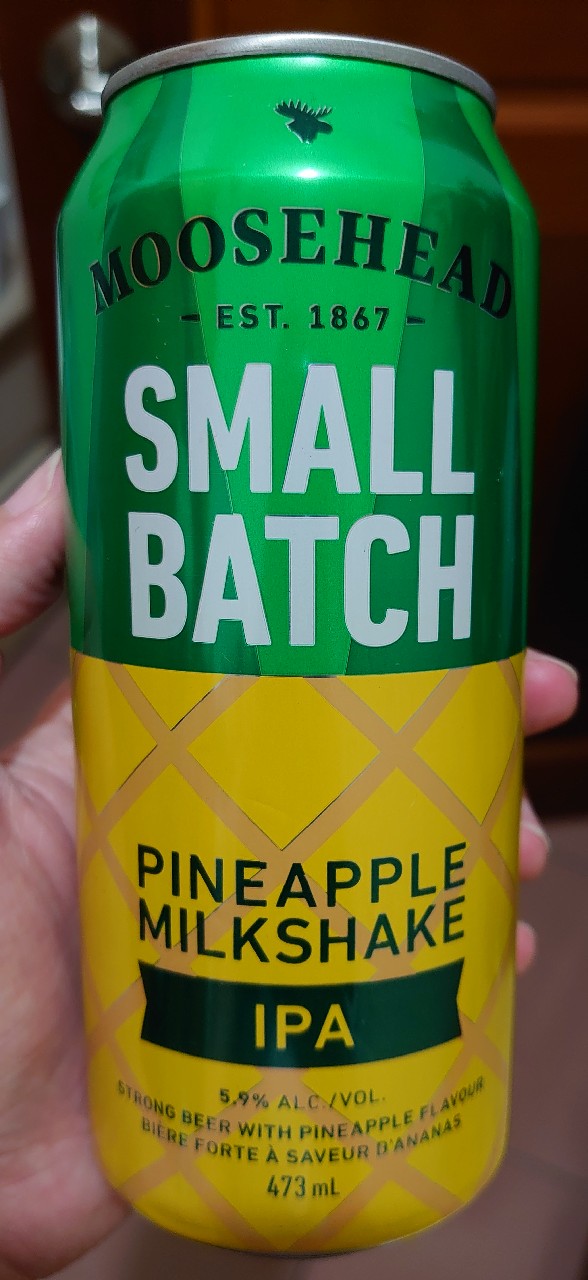 MOOSEHEAD
EST. 1867
SMALL
BATCH
PINEAPPLE
MILKSHAKE
IPA
5.9% ALC./VOL.
STRONG BEER WITH PINEAPPLE FLAVOUR
BIÈRE FORTE À SAVEUR D'ANANAS
473 mL